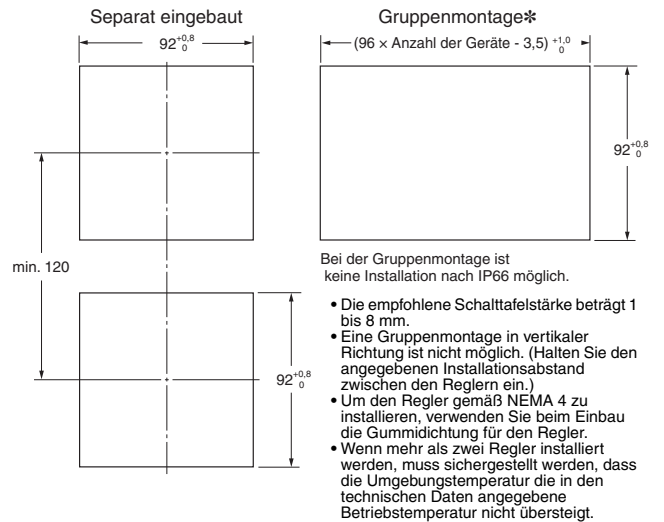 Separat eingebaut
92 +0,8 0
min. 120
92 +0,8 0
Gruppenmontage✻
(96 × Anzahl der Geräte - 3,5) +1,0 0
92 +0,8 0
Bei der Gruppenmontage ist
keine Installation nach IP66 möglich.
• Die empfohlene Schalttafelstärke beträgt 1
bis 8 mm.
• Eine Gruppenmontage in vertikaler
Richtung ist nicht möglich. (Halten Sie den
angegebenen Installationsabstand
zwischen den Reglern ein.)
• Um den Regler gemäß NEMA 4 zu
installieren, verwenden Sie beim Einbau
die Gummidichtung für den Regler.
• Wenn mehr als zwei Regler installiert
werden, muss sichergestellt werden, dass
die Umgebungstemperatur die in den
technischen Daten angegebene
Betriebstemperatur nicht übersteigt.